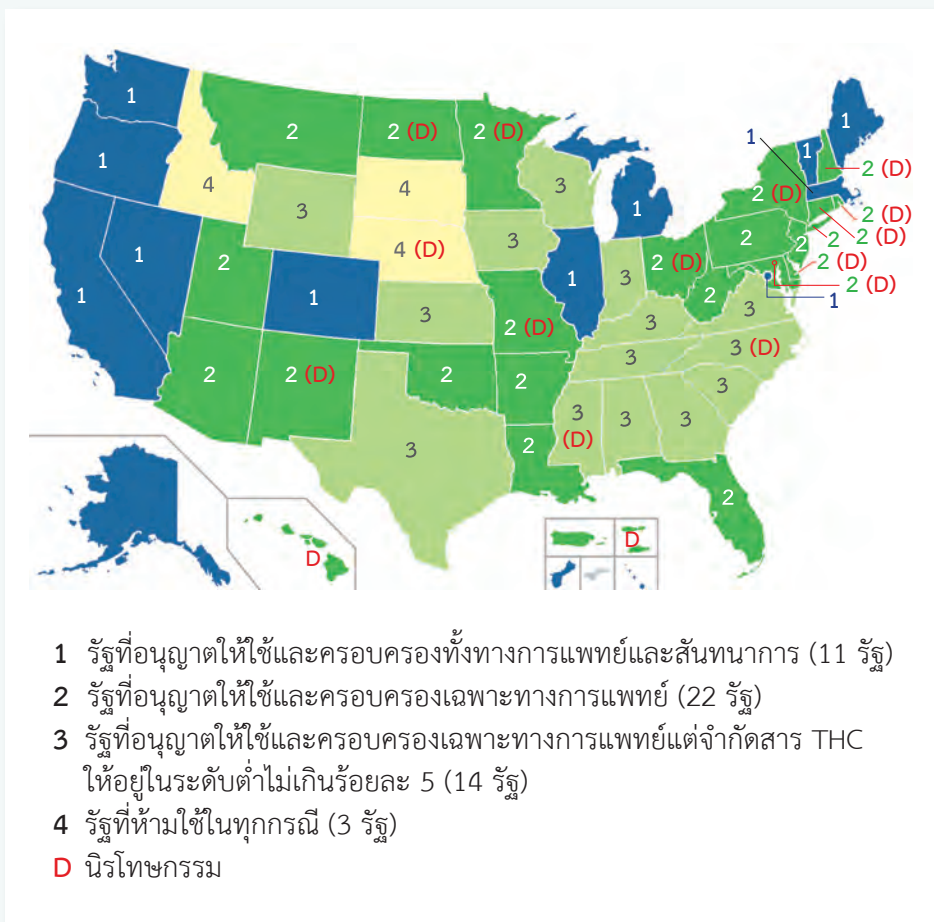 1
1
1
1
1
2
2 (D)
2 (D)
4
3
4
4 (D)
3
3
3
1
1
2
2
2 (D)
3
2
3
2 (D)
2
2
3
(D)
3
3
3
3
3
3 (D)
3
3
2
2 (D)
2
2
2 (D)
1
1
1
2
2 (D)
2 (D)
2 (D)
2
2 (D)
2 (D)
1
2
D
D
1 รัฐที่อนุญาตให้ใช้และครอบครองทั้งทางการแพทย์และสันทนาการ (11 รัฐ)
2 รัฐที่อนุญาตให้ใช้และครอบครองเฉพาะทางการแพทย์ (22 รัฐ)
3 รัฐที่อนุญาตให้ใช้และครอบครองเฉพาะทางการแพทย์แต่จำกัดสาร THC
ให้อยู่ในระดับต่ำไม่เกินร้อยละ 5 (14 รัฐ)
4 รัฐที่ห้ามใช้ในทุกกรณี (3 รัฐ)
D นิรโทษกรรม